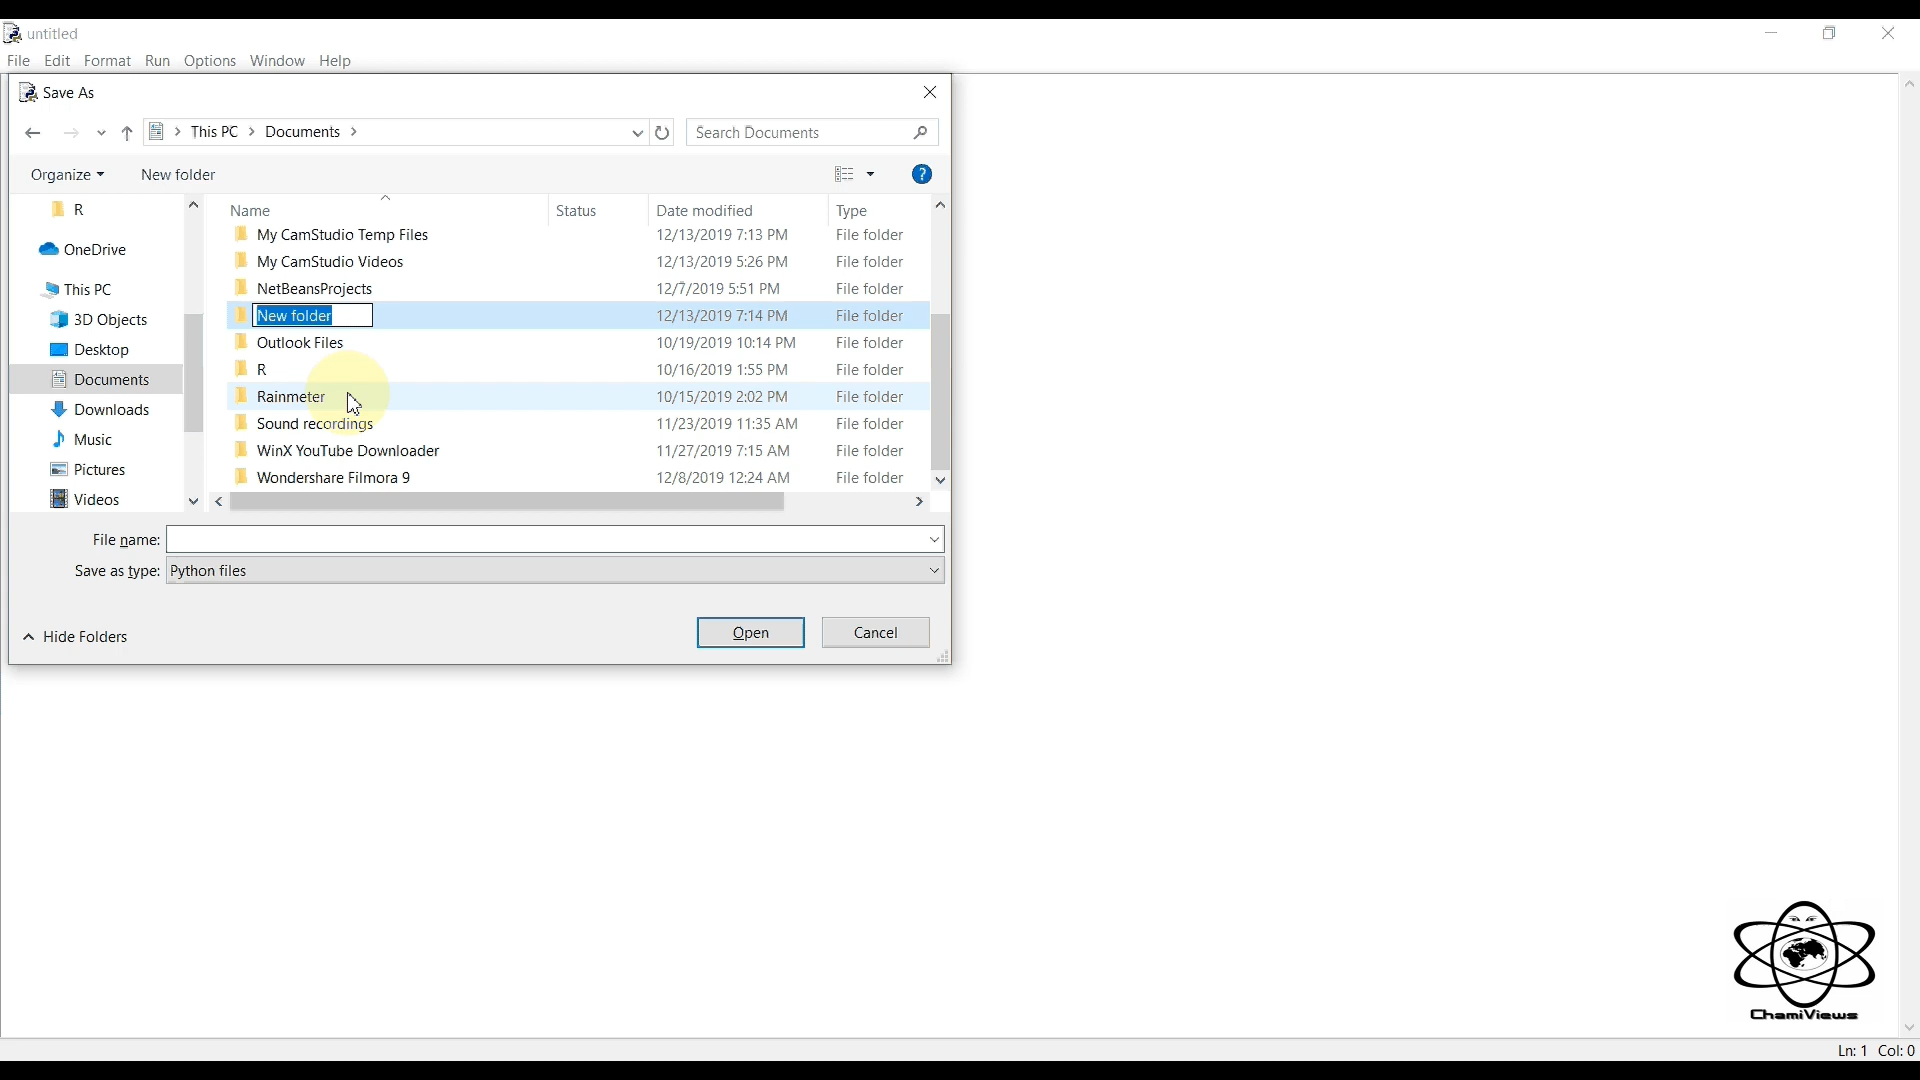 untitled
File Edit Format Run Options Window Help
Save As
This PC > Documents >
Search Documents
Organize New folder
?
Name Status Date modified Type
R
OneDrive
This PC
3D Objects
Desktop
Documents
Downloads
Music
Pictures
Videos
My CamStudio Temp Files 12/13/2019 7:13 PM File folder
My CamStudio Videos 12/13/2019 5:26 PM File folder
NetBeansProjects 12/7/2019 5:51 PM File folder
New folder 12/13/2019 7:14 PM File folder
Outlook Files 10/19/2019 10:14 PM File folder
R 10/16/2019 1:55 PM File folder
Rainmeter 10/15/2019 2:02 PM File folder
Sound recordings 11/23/2019 11:35 AM File folder
WinX YouTube Downloader 11/27/2019 7:15 AM File folder
Wondershare Filmora 9 12/8/2019 12:24 AM File folder
File name:
Save as type: Python files
Hide Folders
Open Cancel
ChamiViews
Ln: 1 Col: 0